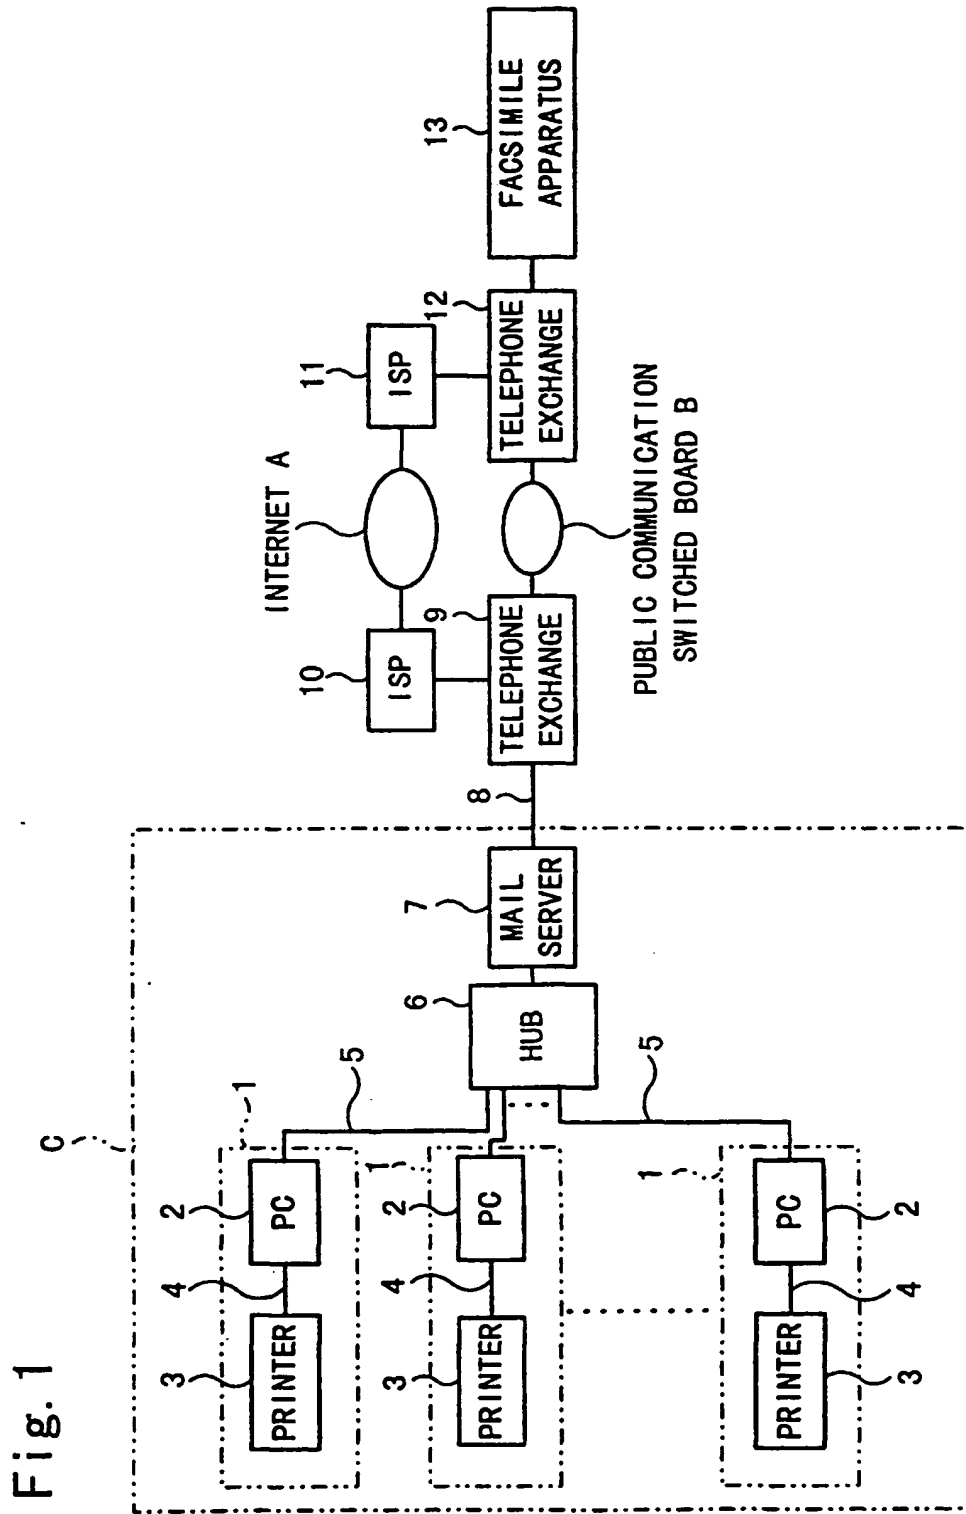 Fig. 1
C
1
2
PC
4
3
PRINTER
5
1
2
PC
4
3
PRINTER
1
PC
2
4
PRINTER
3
5
6
HUB
7
MAIL
SERVER
8
9
TELEPHONE
EXCHANGE
10
ISP
INTERNET A
11
ISP
PUBLIC COMMUNICATION
SWITCHED BOARD B
12
TELEPHONE
EXCHANGE
13
FACSIMILE
APPARATUS